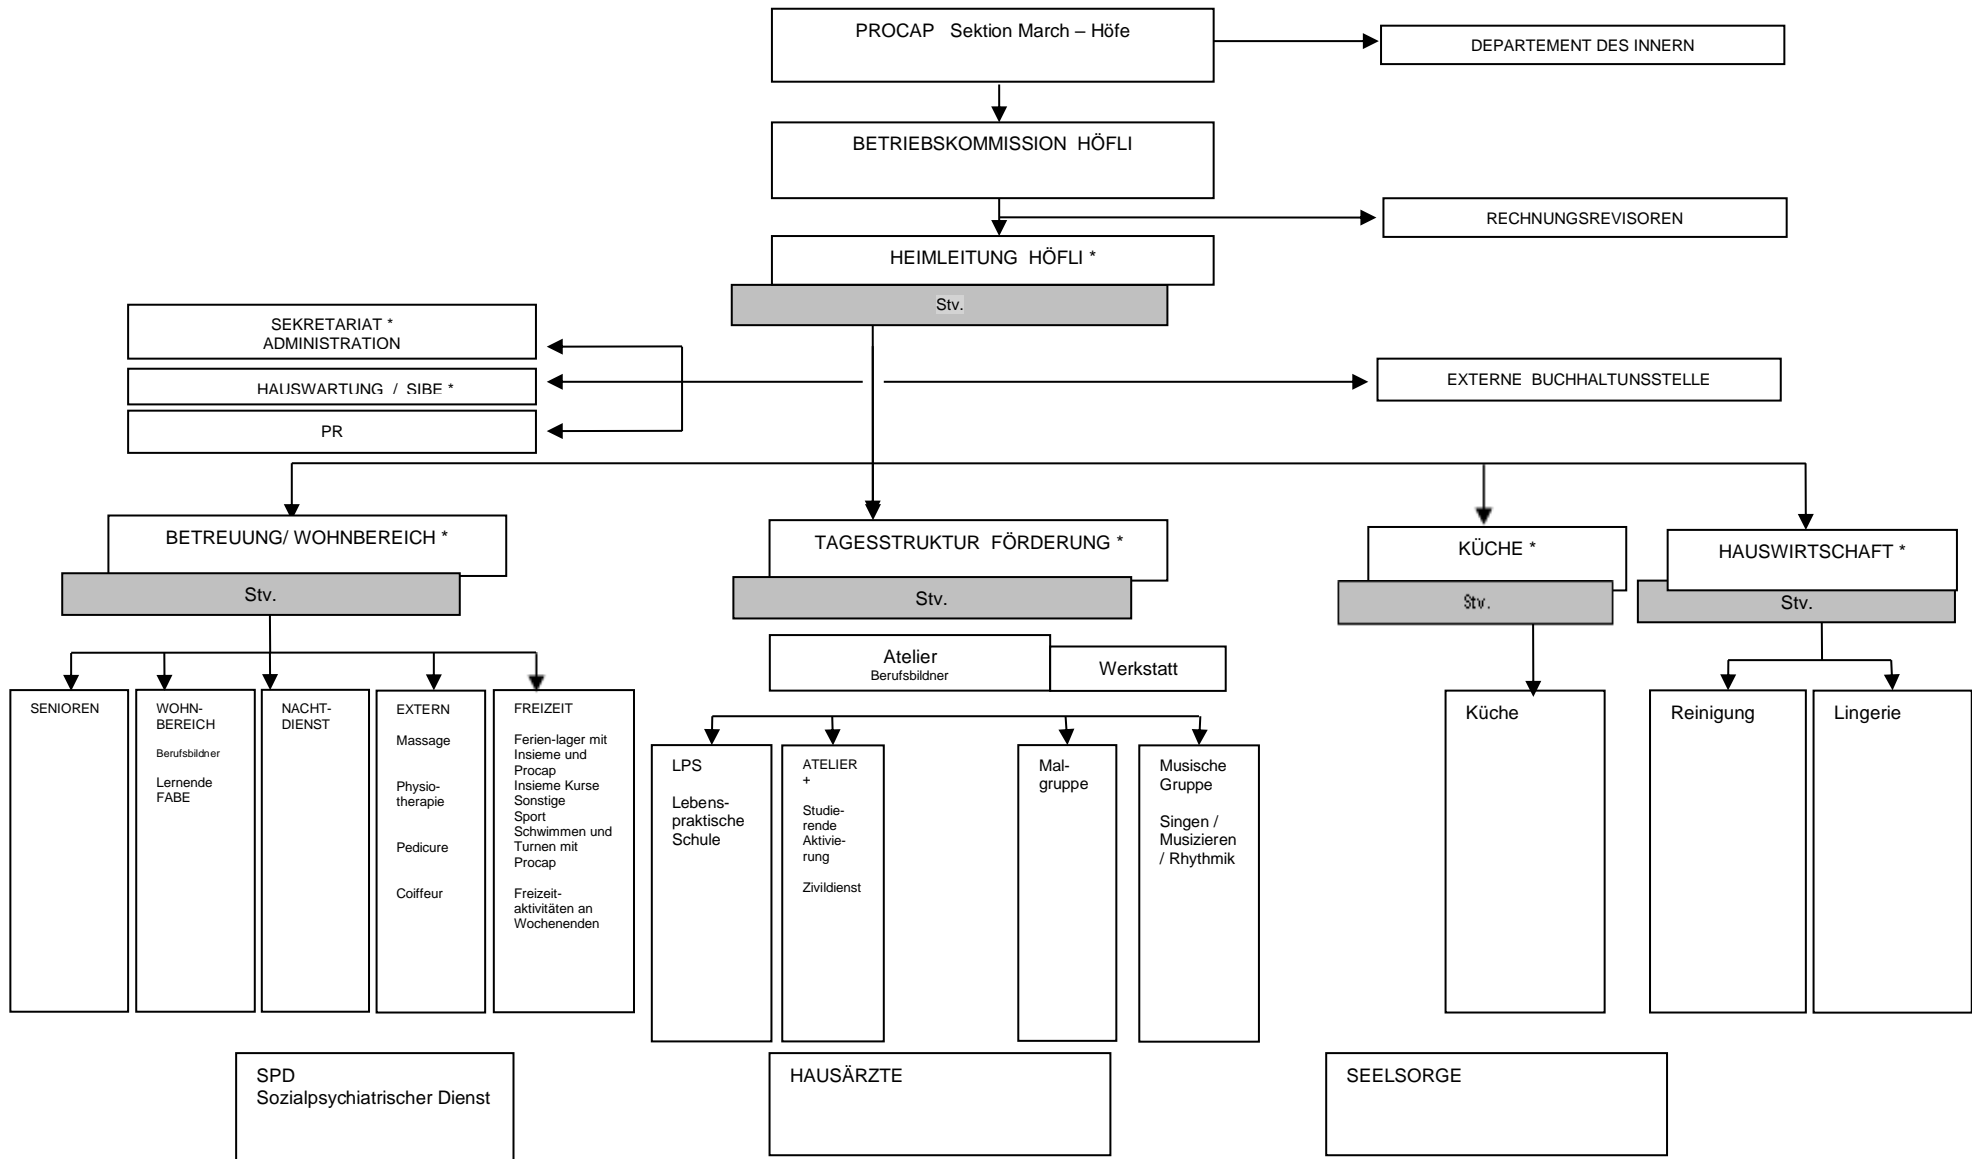 PROCAP   Sektion March – Höfe
DEPARTEMENT DES INNERN
BETRIEBSKOMMISSION  HÖFLI
RECHNUNGSREVISOREN
HEIMLEITUNG  HÖFLI *
Stv.
SEKRETARIAT *
ADMINISTRATION
HAUSWARTUNG  /  SIBE *
EXTERNE  BUCHHALTUNSSTELLE
PR
BETREUUNG/ WOHNBEREICH *
Stv.
TAGESSTRUKTUR  FÖRDERUNG *
Stv.
KÜCHE *
Stv.
HAUSWIRTSCHAFT *
Stv.
Atelier
Berufsbildner
Werkstatt
SENIOREN
WOHN-
BEREICH
Berufsbildner
Lernende
FABE
NACHT-
DIENST
EXTERN
Massage
Physio-
therapie
Pedicure
Coiffeur
FREIZEIT
Ferien-lager mit
Insieme und
Procap
Insieme Kurse
Sonstige
Sport
Schwimmen und
Turnen mit
Procap
Freizeit-
aktivitäten an
Wochenenden
LPS
Lebens-
praktische
Schule
ATELIER
+
Studie-
rende
Aktivie-
rung
Zivildienst
Mal-
gruppe
Musische
Gruppe
Singen /
Musizieren
/ Rhythmik
Küche
Reinigung
Lingerie
SPD
Sozialpsychiatrischer Dienst
HAUSÄRZTE
SEELSORGE